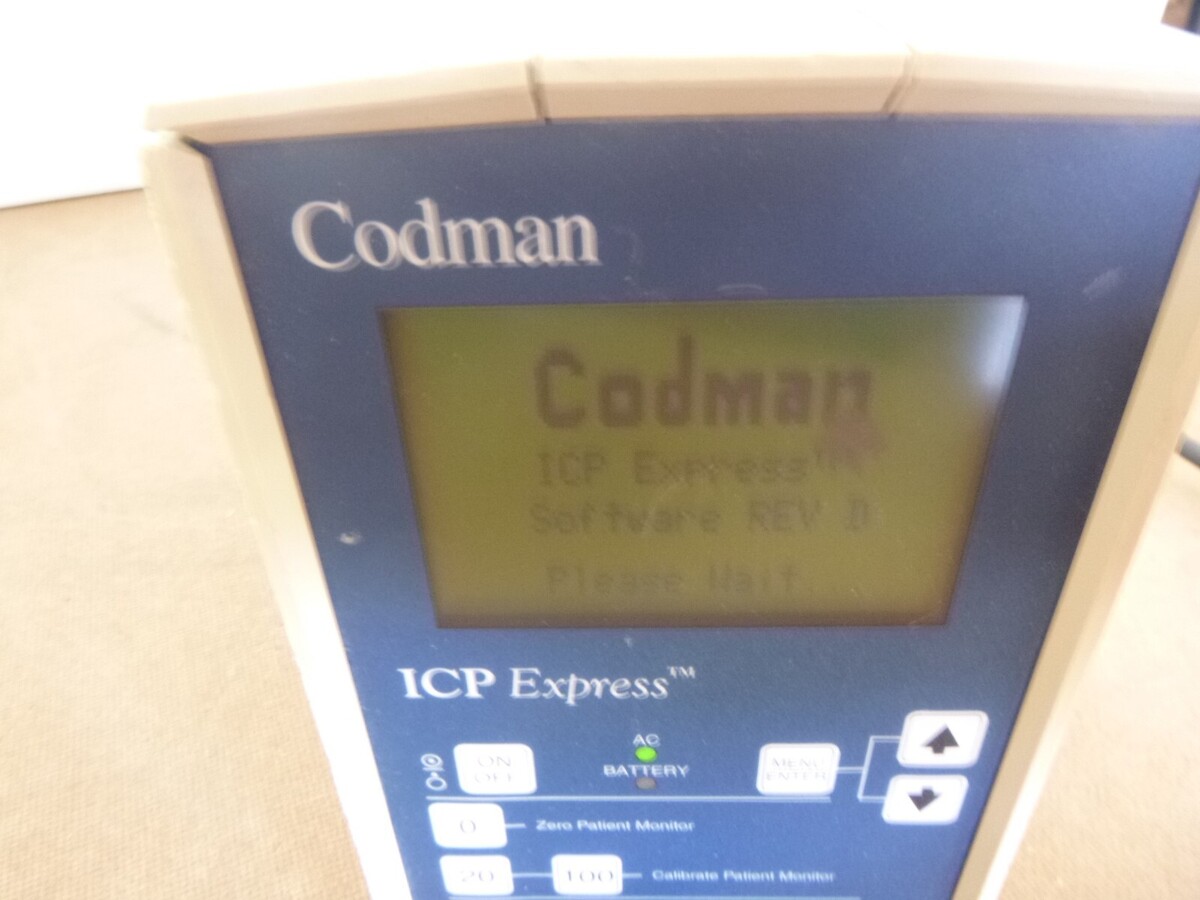 Codman
Codman
ICP Express™
Software REV D
Please Wait...
ICP Express™
ON
OFF
AC
BATTERY
MENU
ENTER
0
Zero Patient Monitor
20
100
Calibrate Patient Monitor